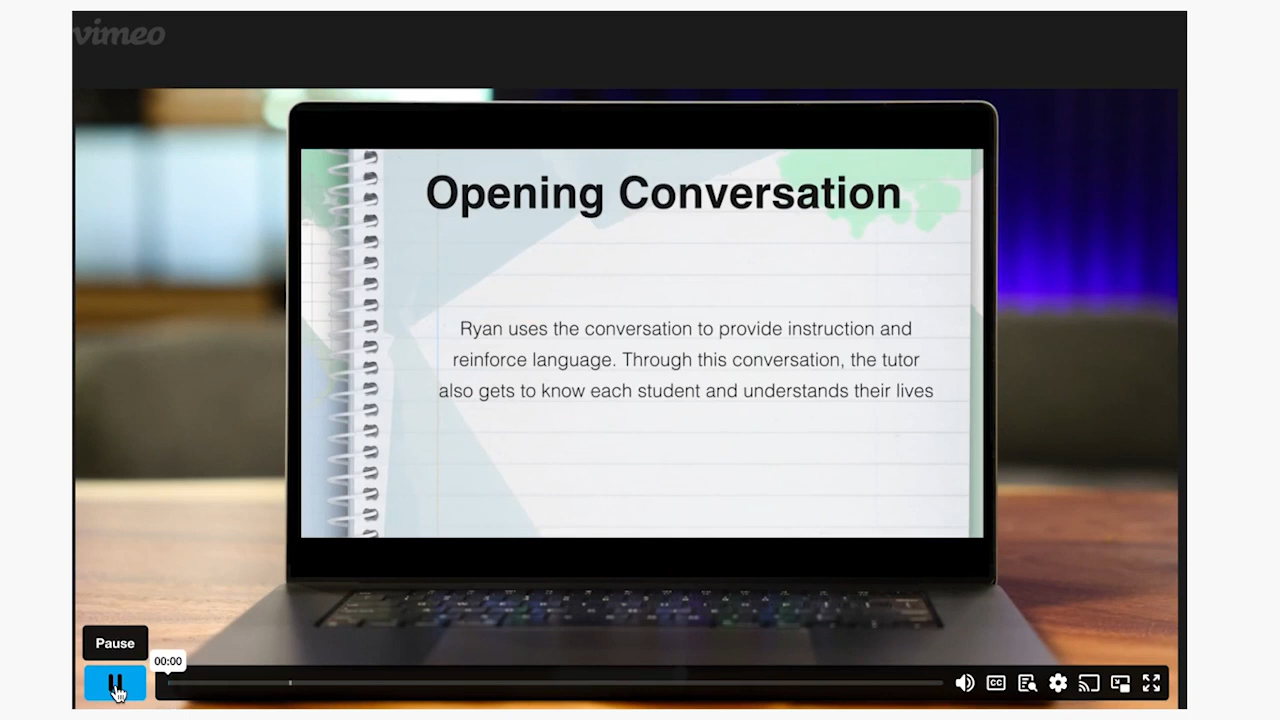 vimeo
Opening Conversation
Ryan uses the conversation to provide instruction and
reinforce language. Through this conversation, the tutor
also gets to know each student and understands their lives
Pause
00:00
CC